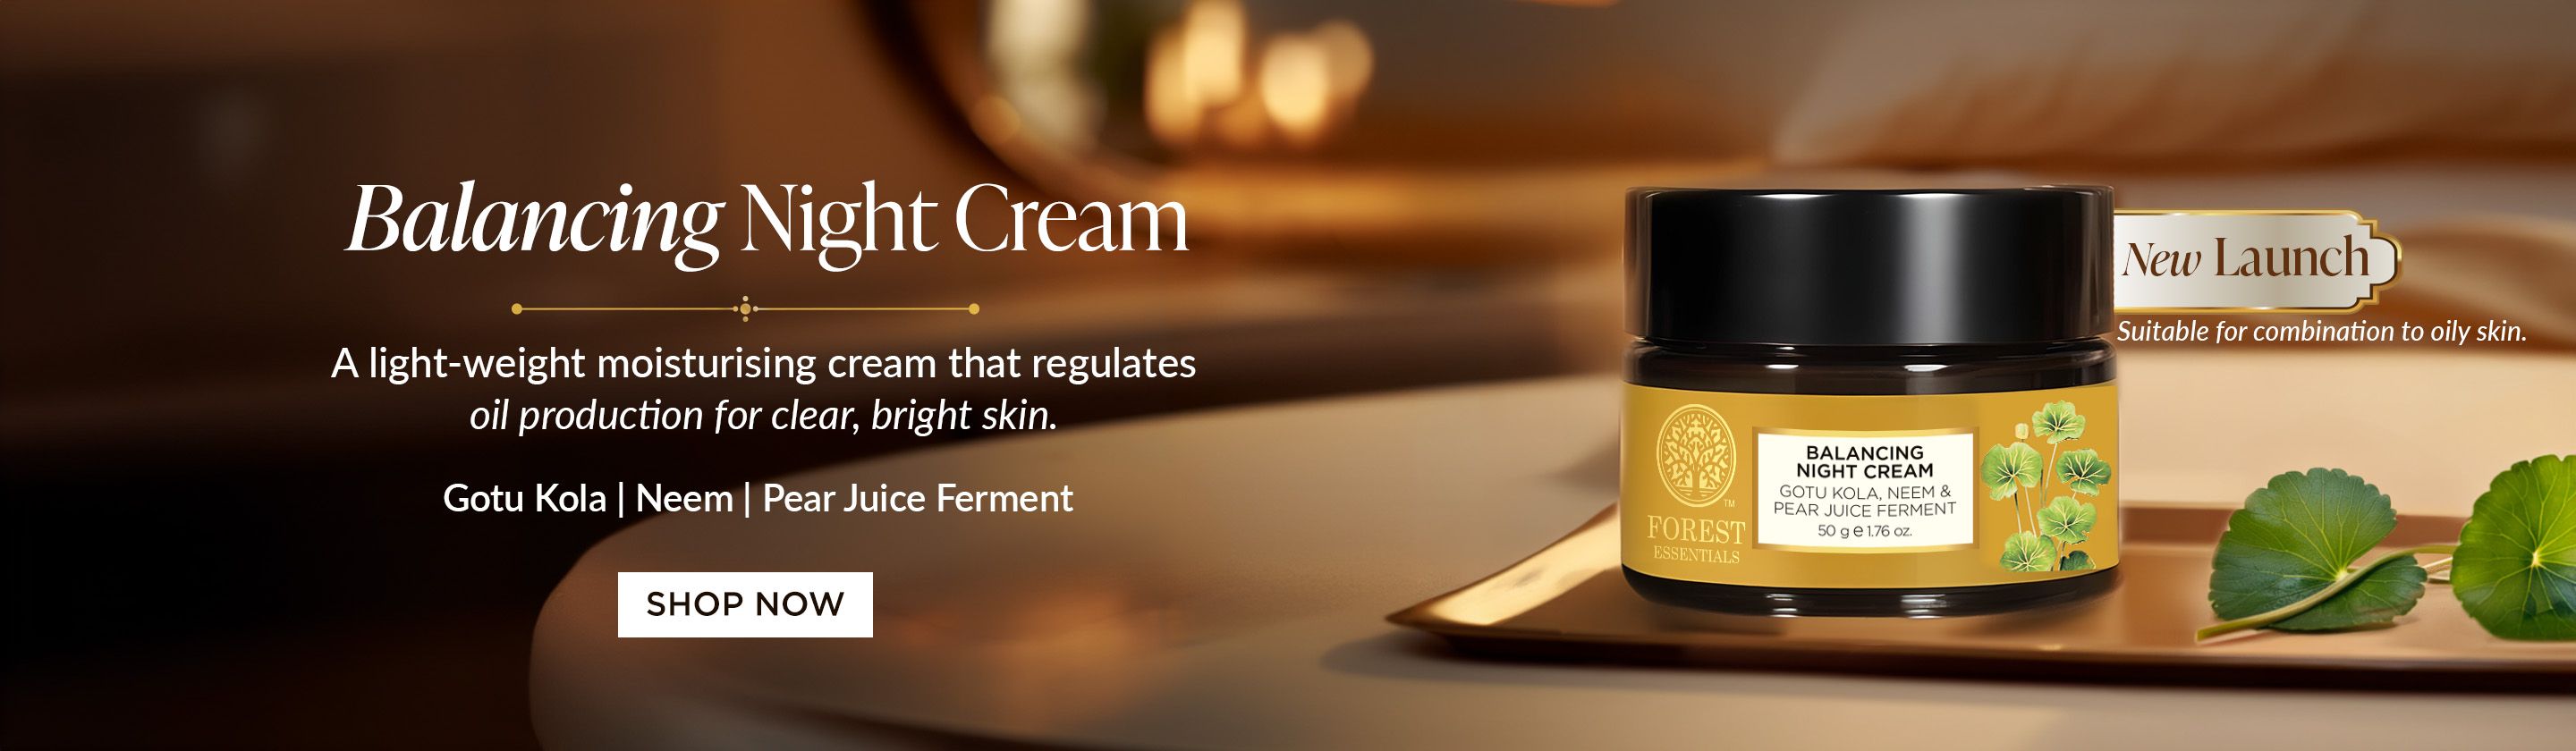 Balancing Night Cream
A light-weight moisturising cream that regulates
oil production for clear, bright skin.
Gotu Kola | Neem | Pear Juice Ferment
SHOP NOW
New Launch
Suitable for combination to oily skin.
TM
FOREST
ESSENTIALS
BALANCING
NIGHT CREAM
GOTU KOLA, NEEM &
PEAR JUICE FERMENT
50 g e 1.76 oz.